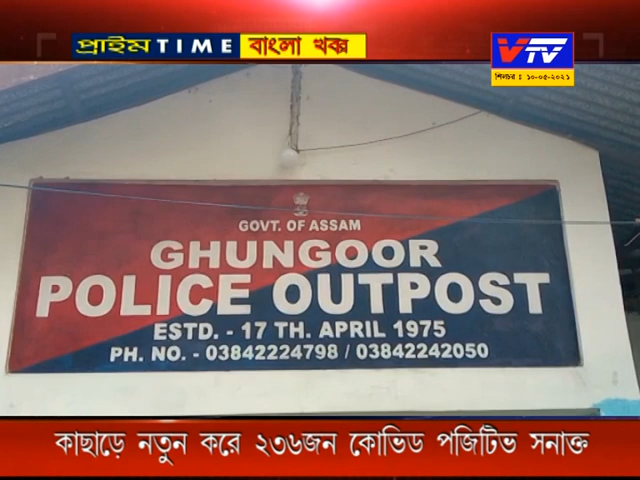 প্রাইম TIME বাংলা খবর
VTV
শিলচর : ১০-০৫-২০২১
GOVT. OF ASSAM
GHUNGOOR
POLICE OUTPOST
ESTD. - 17 TH. APRIL 1975
PH. NO. - 03842224798 / 03842242050
কাছাড়ে নতুন করে ২৩৬জন কোভিড পজিটিভ সনাক্ত